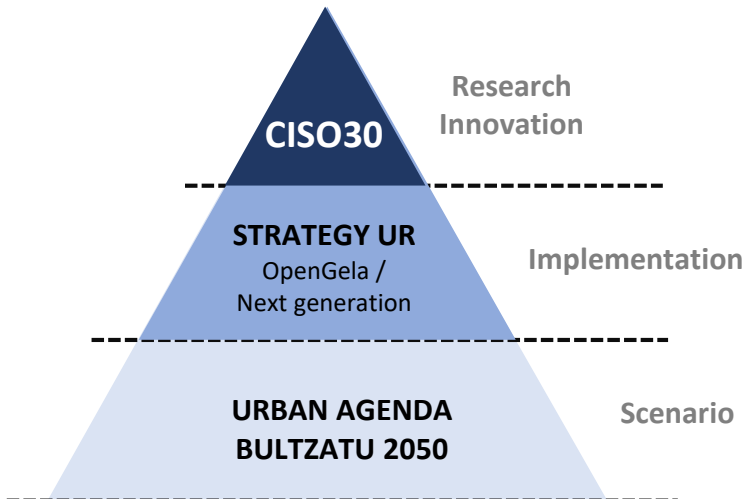 CISO30
Research
Innovation
STRATEGY UR
OpenGela /
Next generation
Implementation
URBAN AGENDA
BULTZATU 2050
Scenario